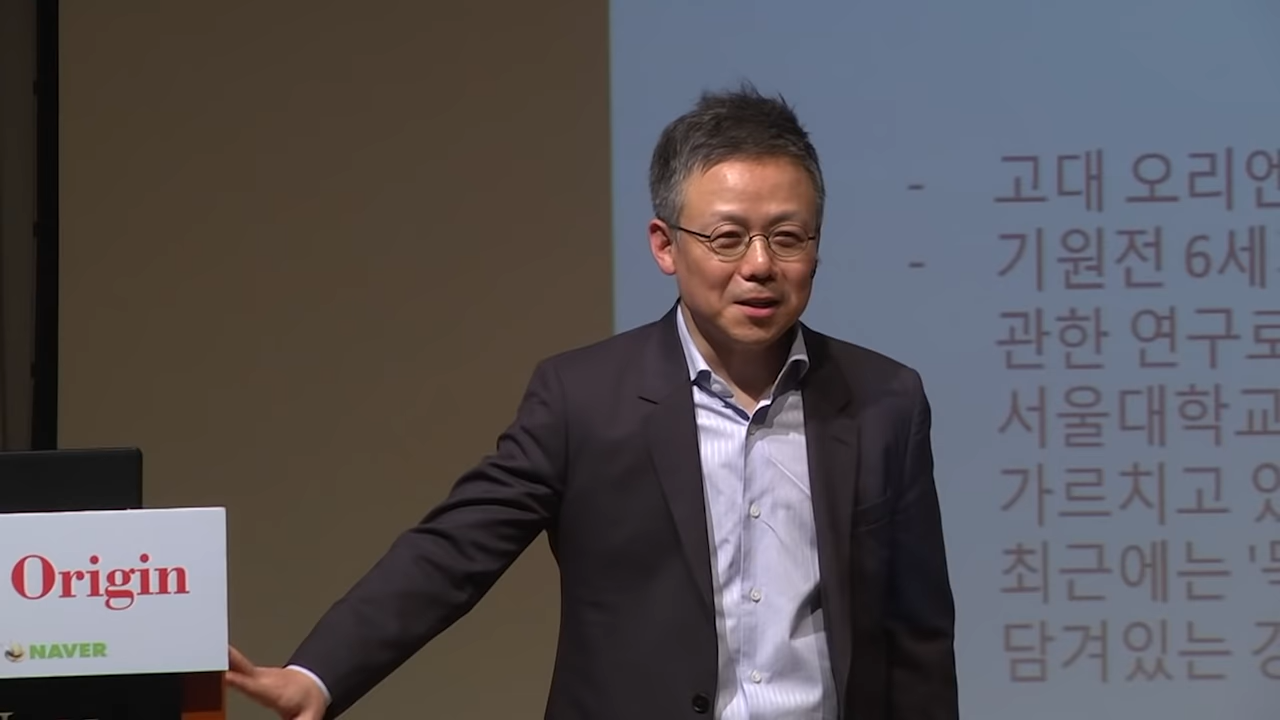 Origin
NAVER
- 고대 오리엔
- 기원전 6세
관한 연구로
서울대학교
가르치고 있
최근에는 '
담겨있는